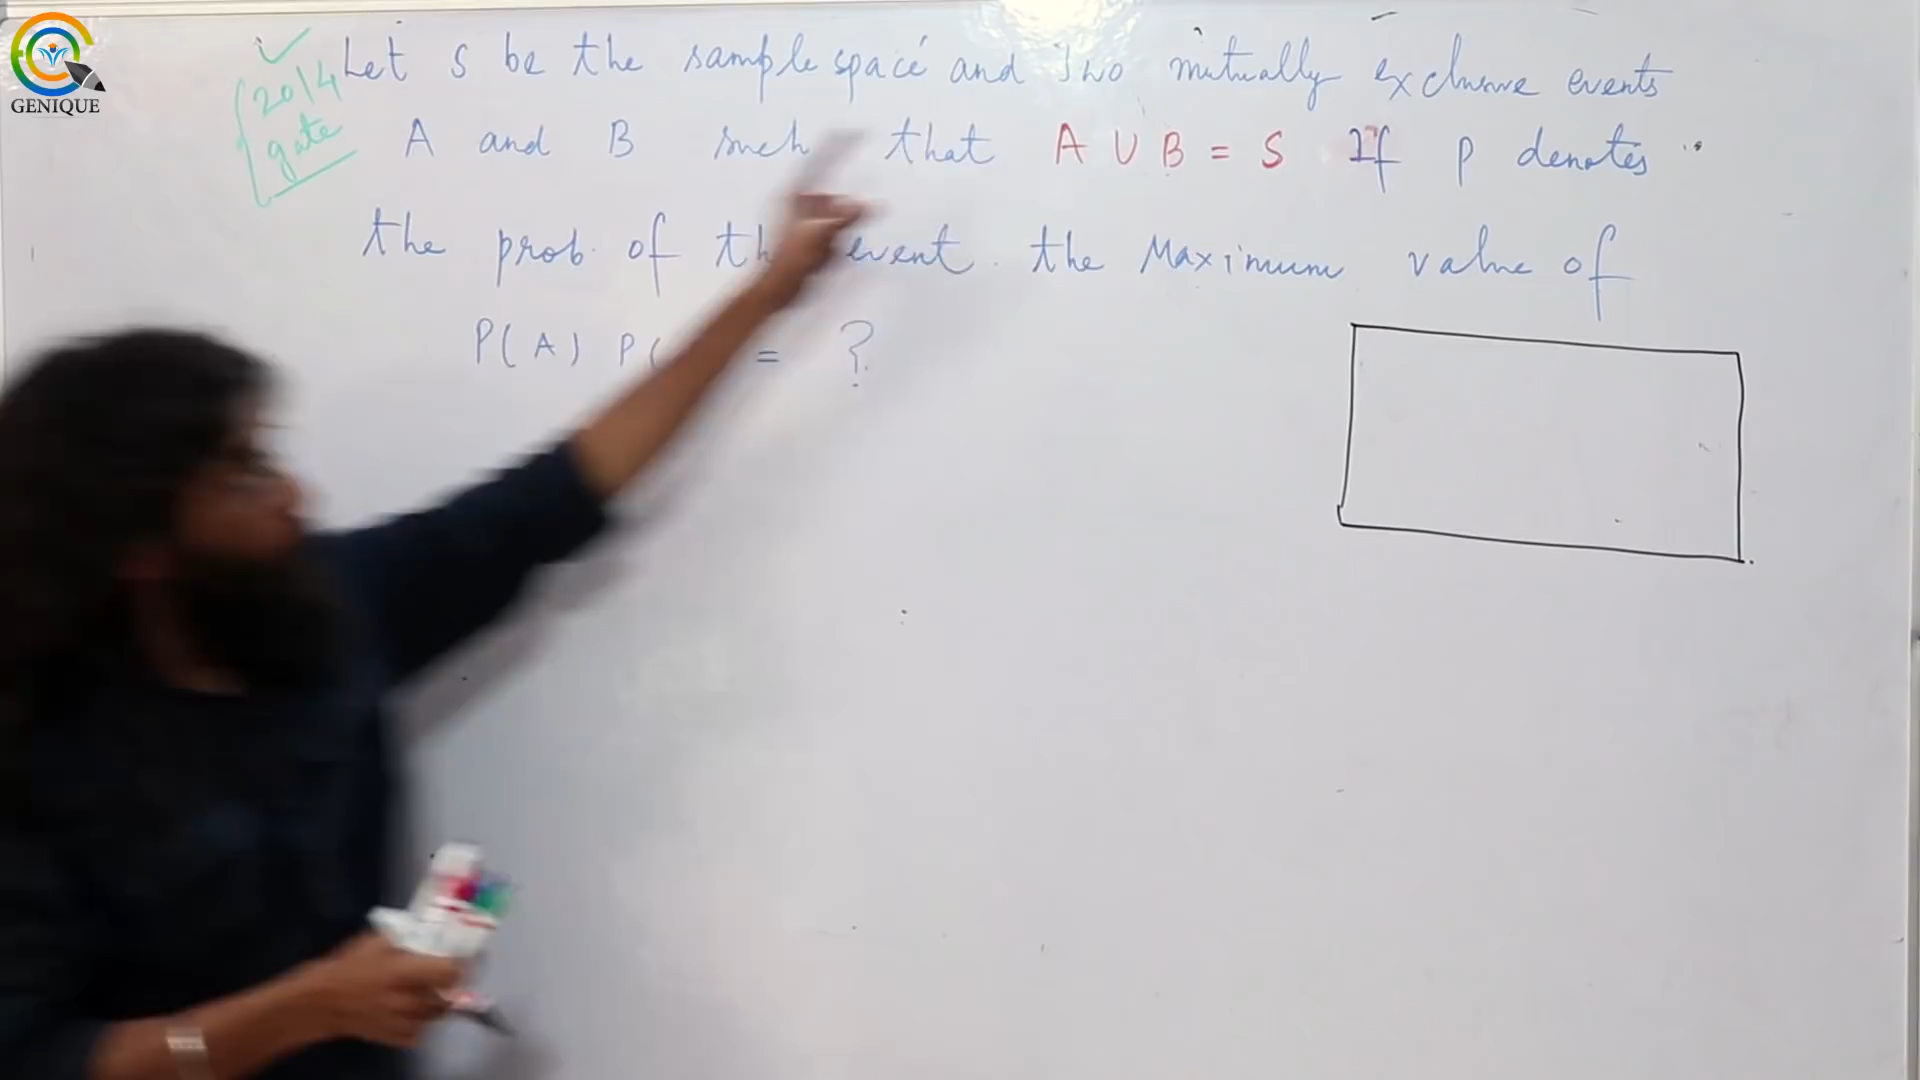 GENIQUE
2014
gate
Let S be the sample space and two mutually exclusive events
A and B such that A U B = S If P denotes
the prob. of event. the Maximum value of
P(A) P( = ?